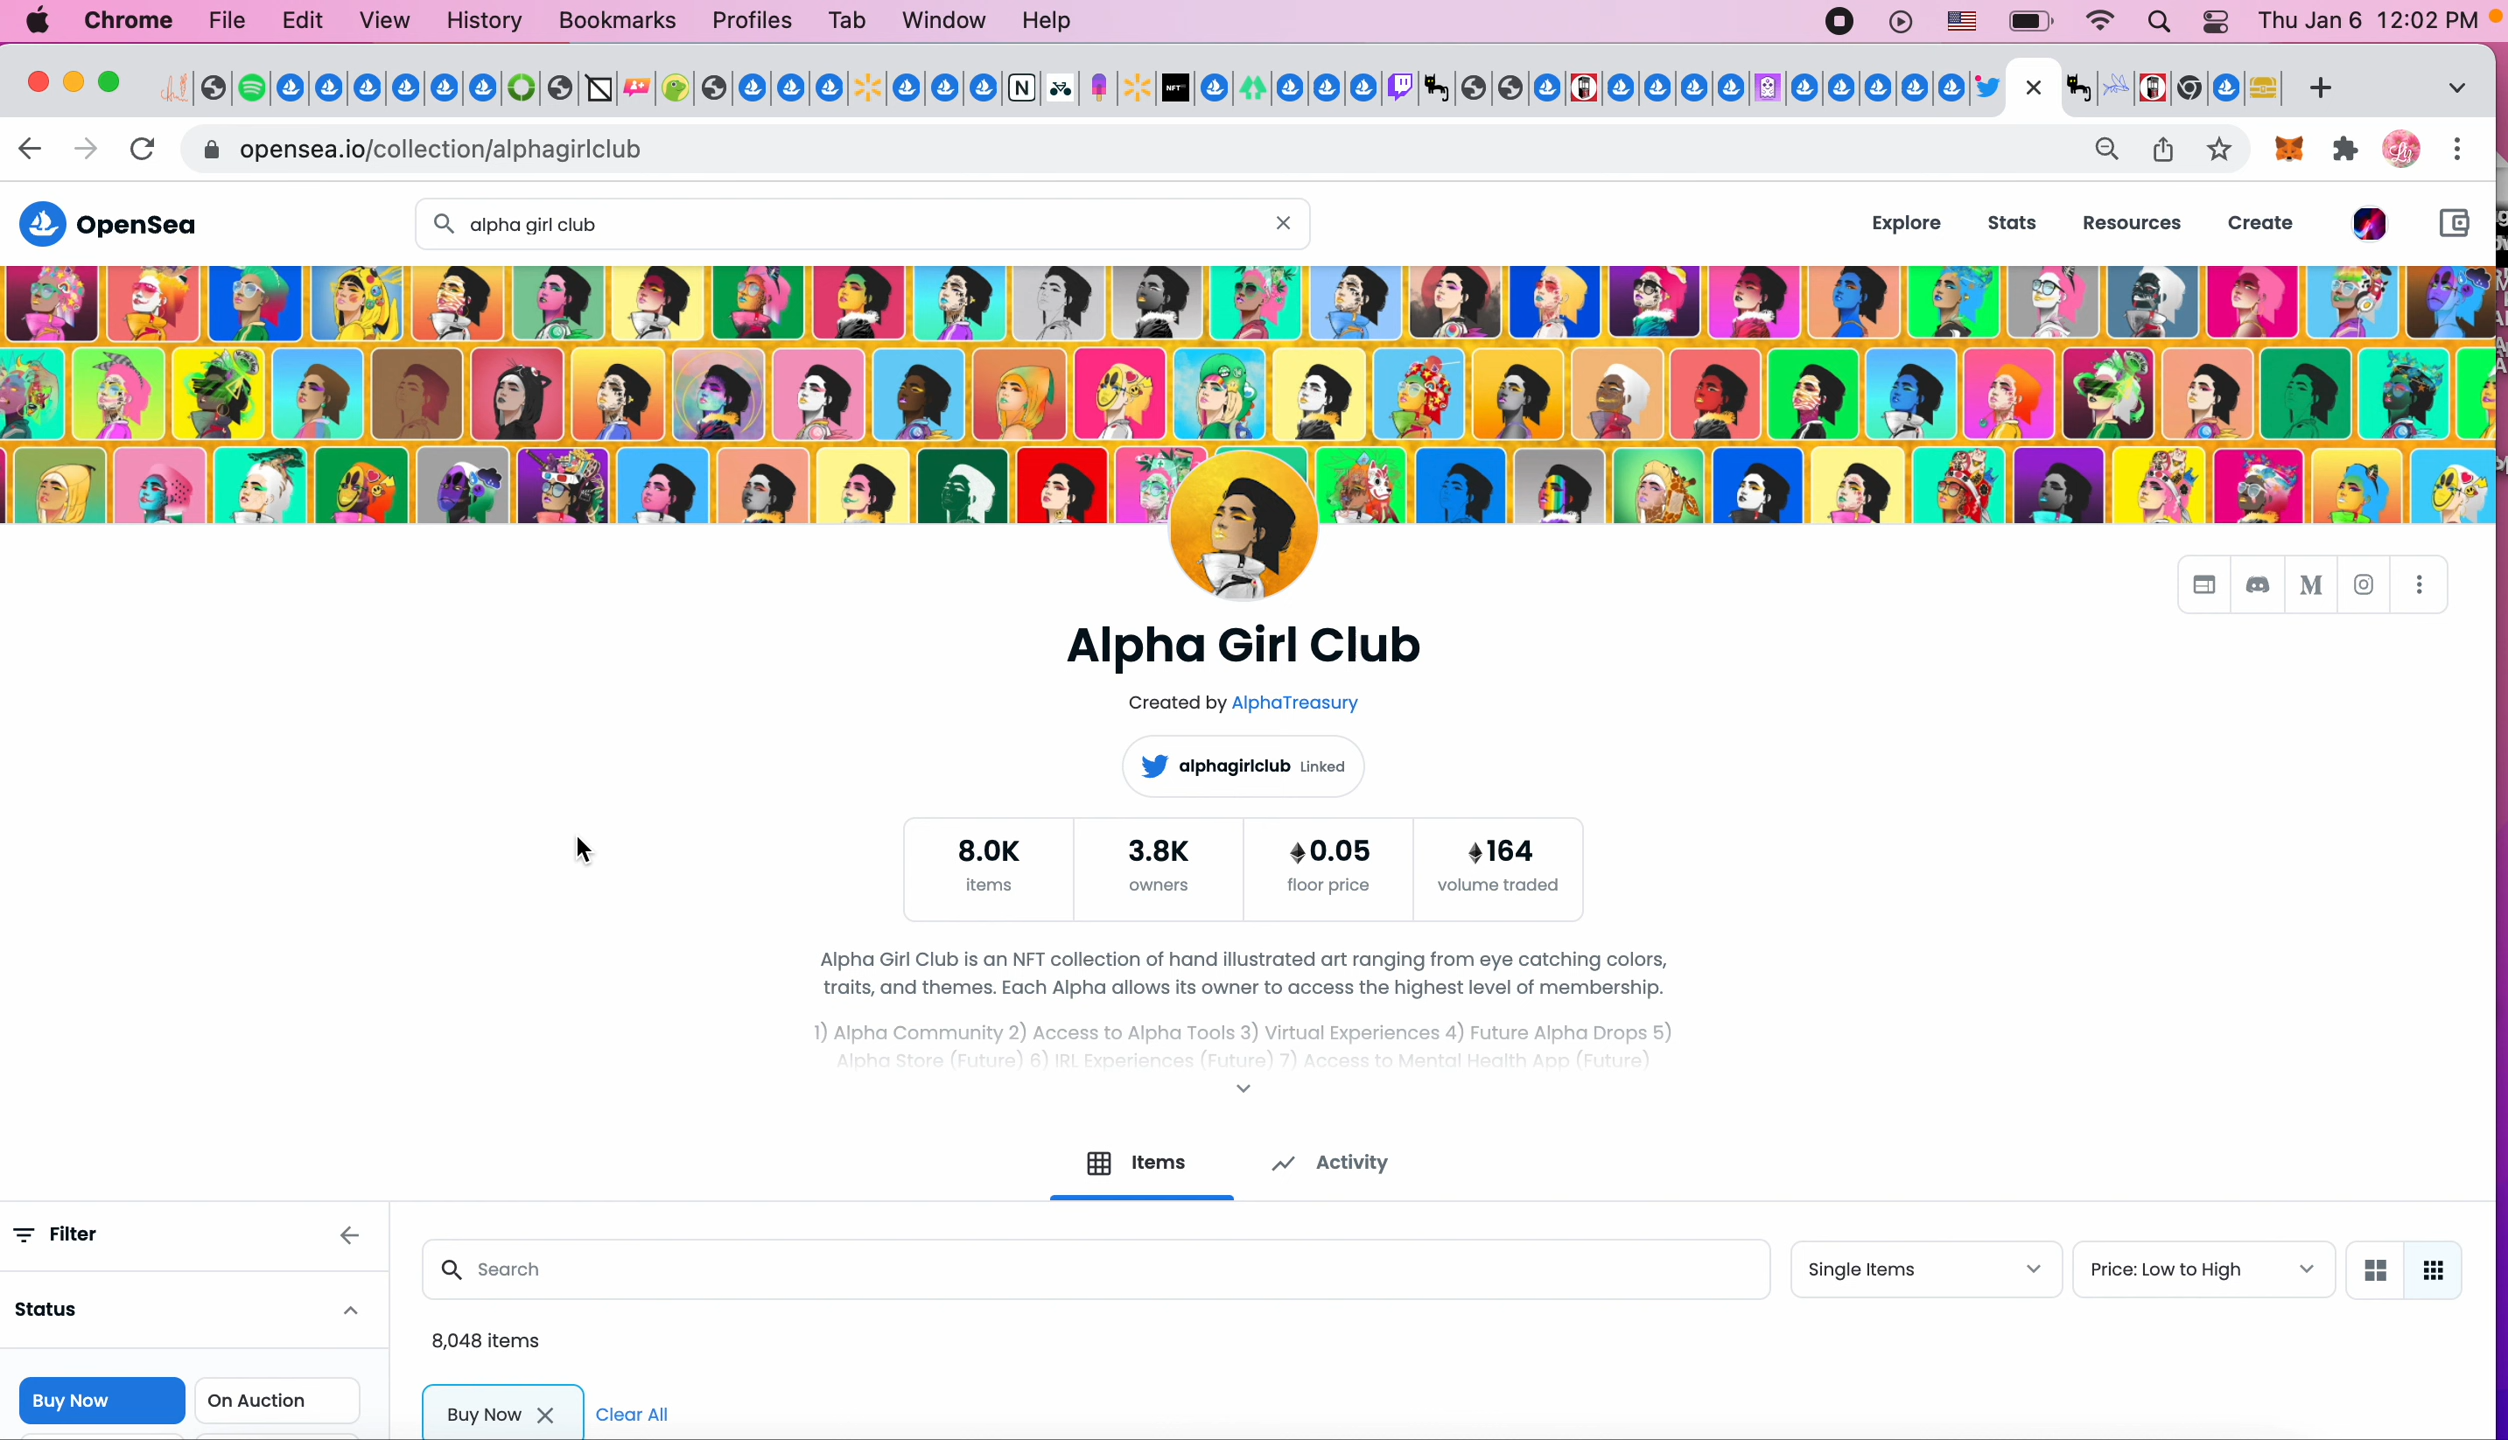 Chrome File Edit View History Bookmarks Profiles Tab Window Help Thu Jan 6 12:02 PM
opensea.io/collection/alphagirlclub
OpenSea alpha girl club Explore Stats Resources Create
Alpha Girl Club
Created by AlphaTreasury
alphagirlclub Linked
8.0K 3.8K 0.05 164
items owners floor price volume traded
Alpha Girl Club is an NFT collection of hand illustrated art ranging from eye catching colors,
traits, and themes. Each Alpha allows its owner to access the highest level of membership.
1) Alpha Community 2) Access to Alpha Tools 3) Virtual Experiences 4) Future Alpha Drops 5)
Alpha Store (Future) 6) IRL Experiences (Future) 7) Access to Mental Health App (Future)
Items Activity
Filter
Search Single Items Price: Low to High
Status
8,048 items
Buy Now On Auction
Buy Now Clear All